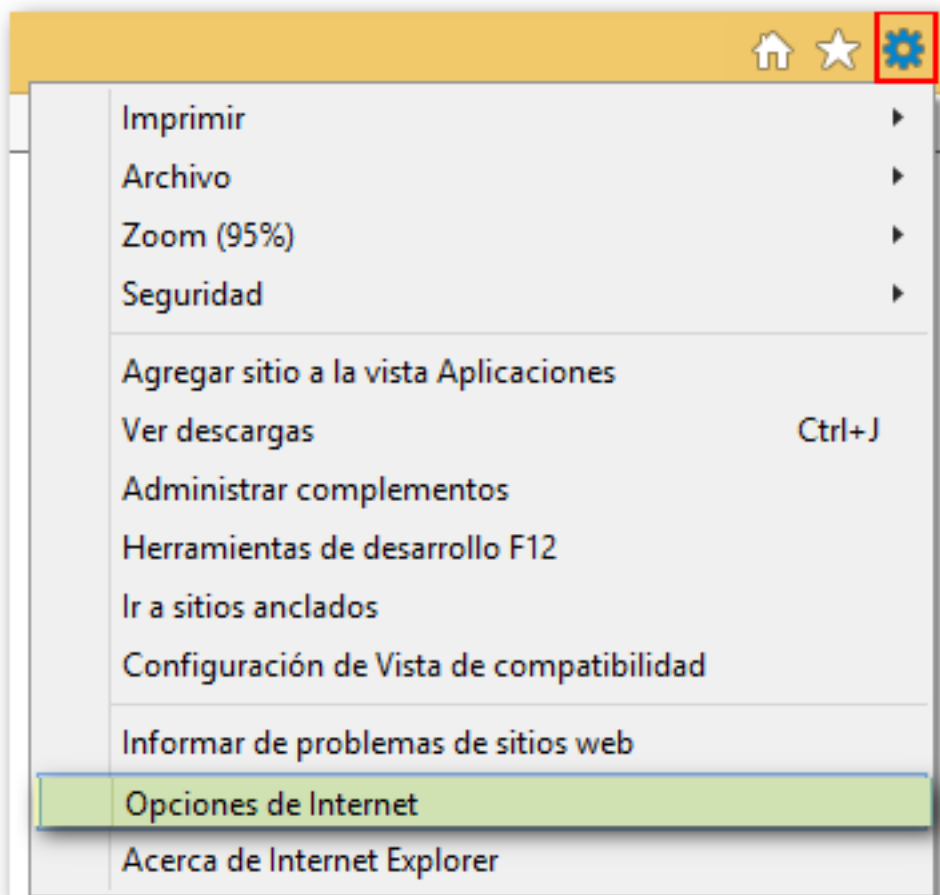 Imprimir
Archivo
Zoom (95%)
Seguridad
Agregar sitio a la vista Aplicaciones
Ver descargas Ctrl+J
Administrar complementos
Herramientas de desarrollo F12
Ir a sitios anclados
Configuración de Vista de compatibilidad
Informar de problemas de sitios web
Opciones de Internet
Acerca de Internet Explorer